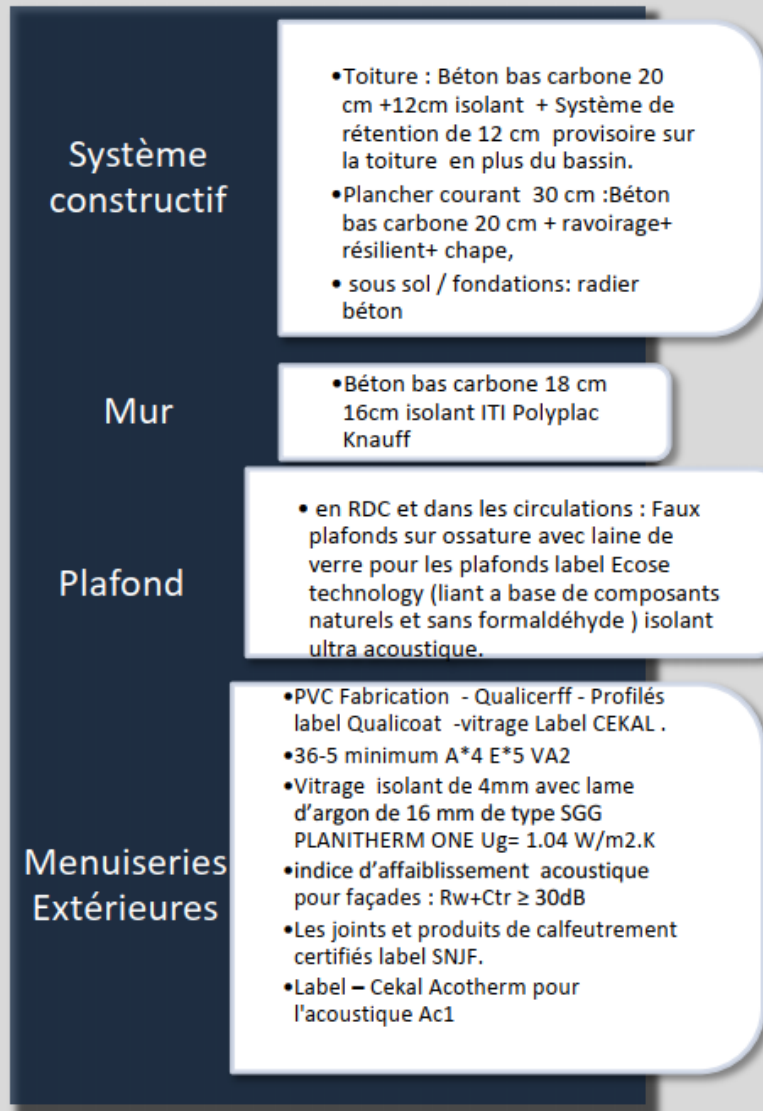 Système
constructif
•Toiture : Béton bas carbone 20
cm +12cm isolant + Système de
rétention de 12 cm provisoire sur
la toiture en plus du bassin.
•Plancher courant 30 cm :Béton
bas carbone 20 cm + ravoirage+
résilient+ chape,
• sous sol / fondations: radier
béton
Mur
•Béton bas carbone 18 cm
16cm isolant ITI Polyplac
Knauff
Plafond
• en RDC et dans les circulations : Faux
plafonds sur ossature avec laine de
verre pour les plafonds label Ecose
technology (liant a base de composants
naturels et sans formaldéhyde ) isolant
ultra acoustique.
Menuiseries
Extérieures
•PVC Fabrication - Qualicerff - Profilés
label Qualicoat -vitrage Label CEKAL .
•36-5 minimum A*4 E*5 VA2
•Vitrage isolant de 4mm avec lame
d’argon de 16 mm de type SGG
PLANITHERM ONE Ug= 1.04 W/m2.K
•indice d’affaiblissement acoustique
pour façades : Rw+Ctr ≥ 30dB
•Les joints et produits de calfeutrement
certifiés label SNJF.
•Label – Cekal Acotherm pour
l'acoustique Ac1